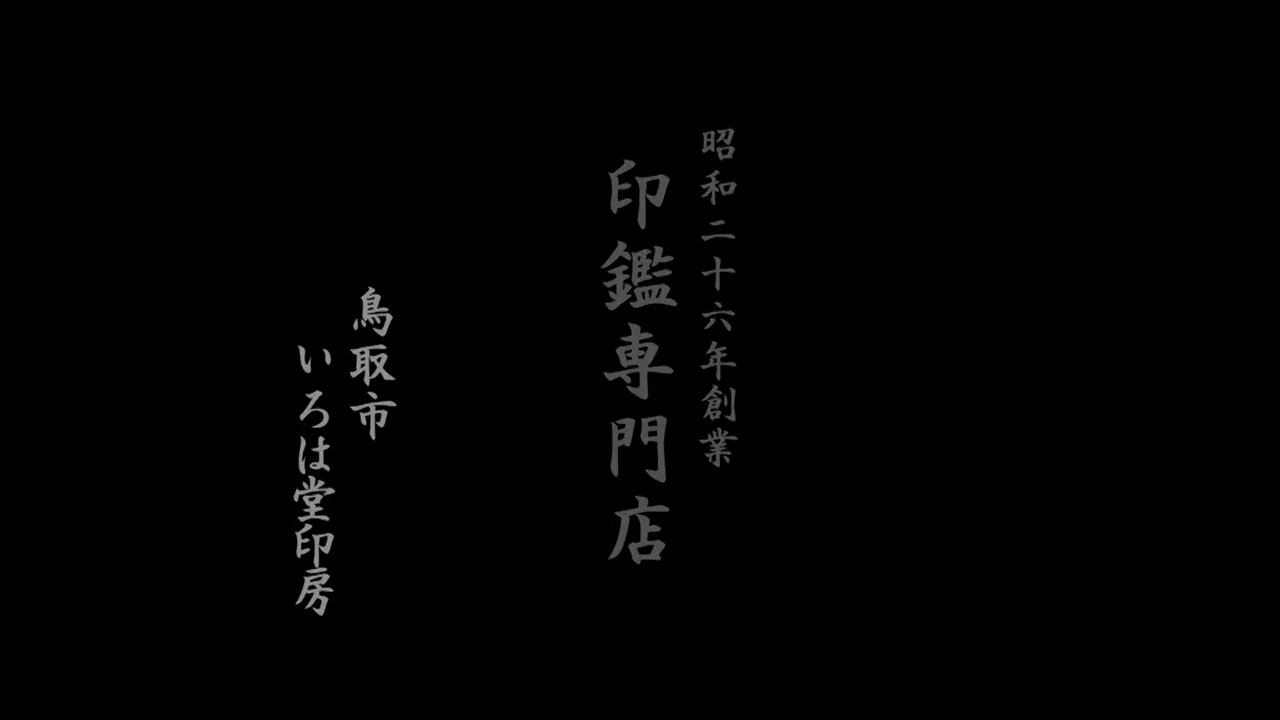 昭和二十六年創業
印鑑専門店
鳥取市
いろは堂印房